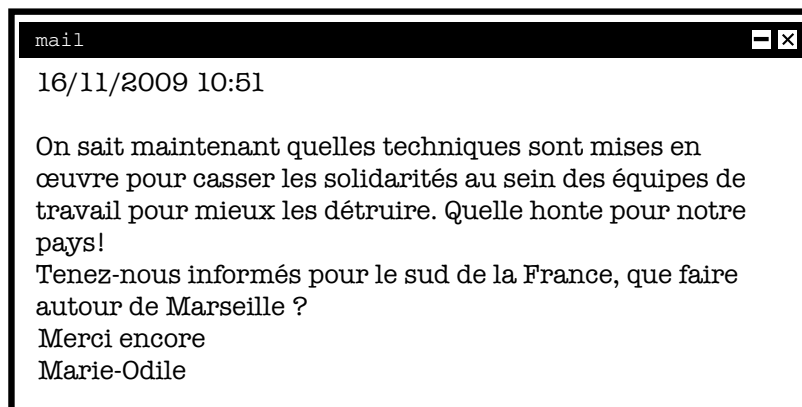 mail
16/11/2009 10:51
On sait maintenant quelles techniques sont mises en
œuvre pour casser les solidarités au sein des équipes de
travail pour mieux les détruire. Quelle honte pour notre
pays!
Tenez-nous informés pour le sud de la France, que faire
autour de Marseille ?
Merci encore
Marie-Odile